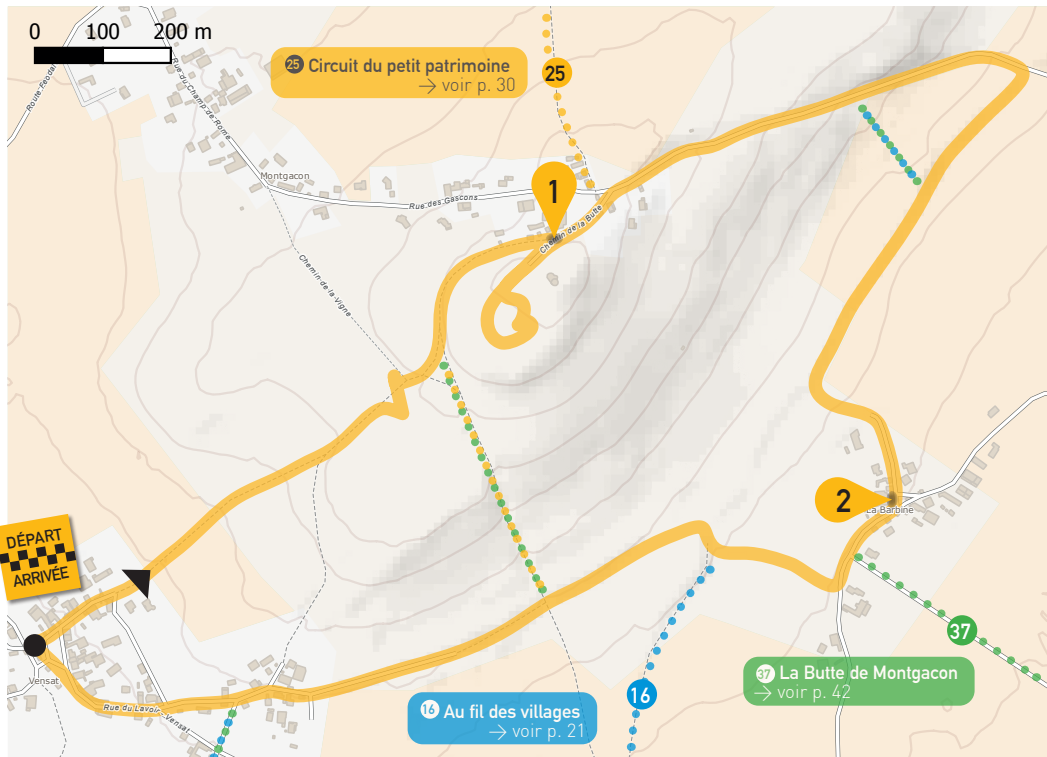 0 100 200 m
Route Féodale
Rue du Champ de Rome
25 Circuit du petit patrimoine
→ voir p. 30
25
Montgacon
Rue des Gascons
1
Chemin de la Butte
Chemin de la Vigne
2
La Barbine
DÉPART
ARRIVÉE
Vensat
Rue du Lavoir - Vensat
16 Au fil des villages
→ voir p. 21
16
37
37 La Butte de Montgacon
→ voir p. 42